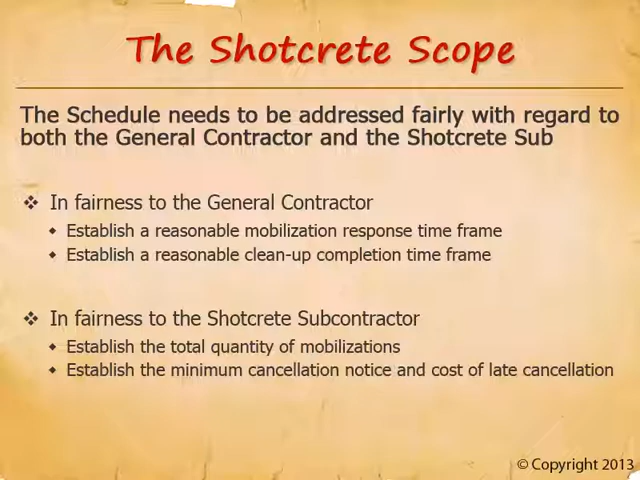 The Shotcrete Scope
The Schedule needs to be addressed fairly with regard to
both the General Contractor and the Shotcrete Sub
❖ In fairness to the General Contractor
◆ Establish a reasonable mobilization response time frame
◆ Establish a reasonable clean-up completion time frame
❖ In fairness to the Shotcrete Subcontractor
◆ Establish the total quantity of mobilizations
◆ Establish the minimum cancellation notice and cost of late cancellation
© Copyright 2013